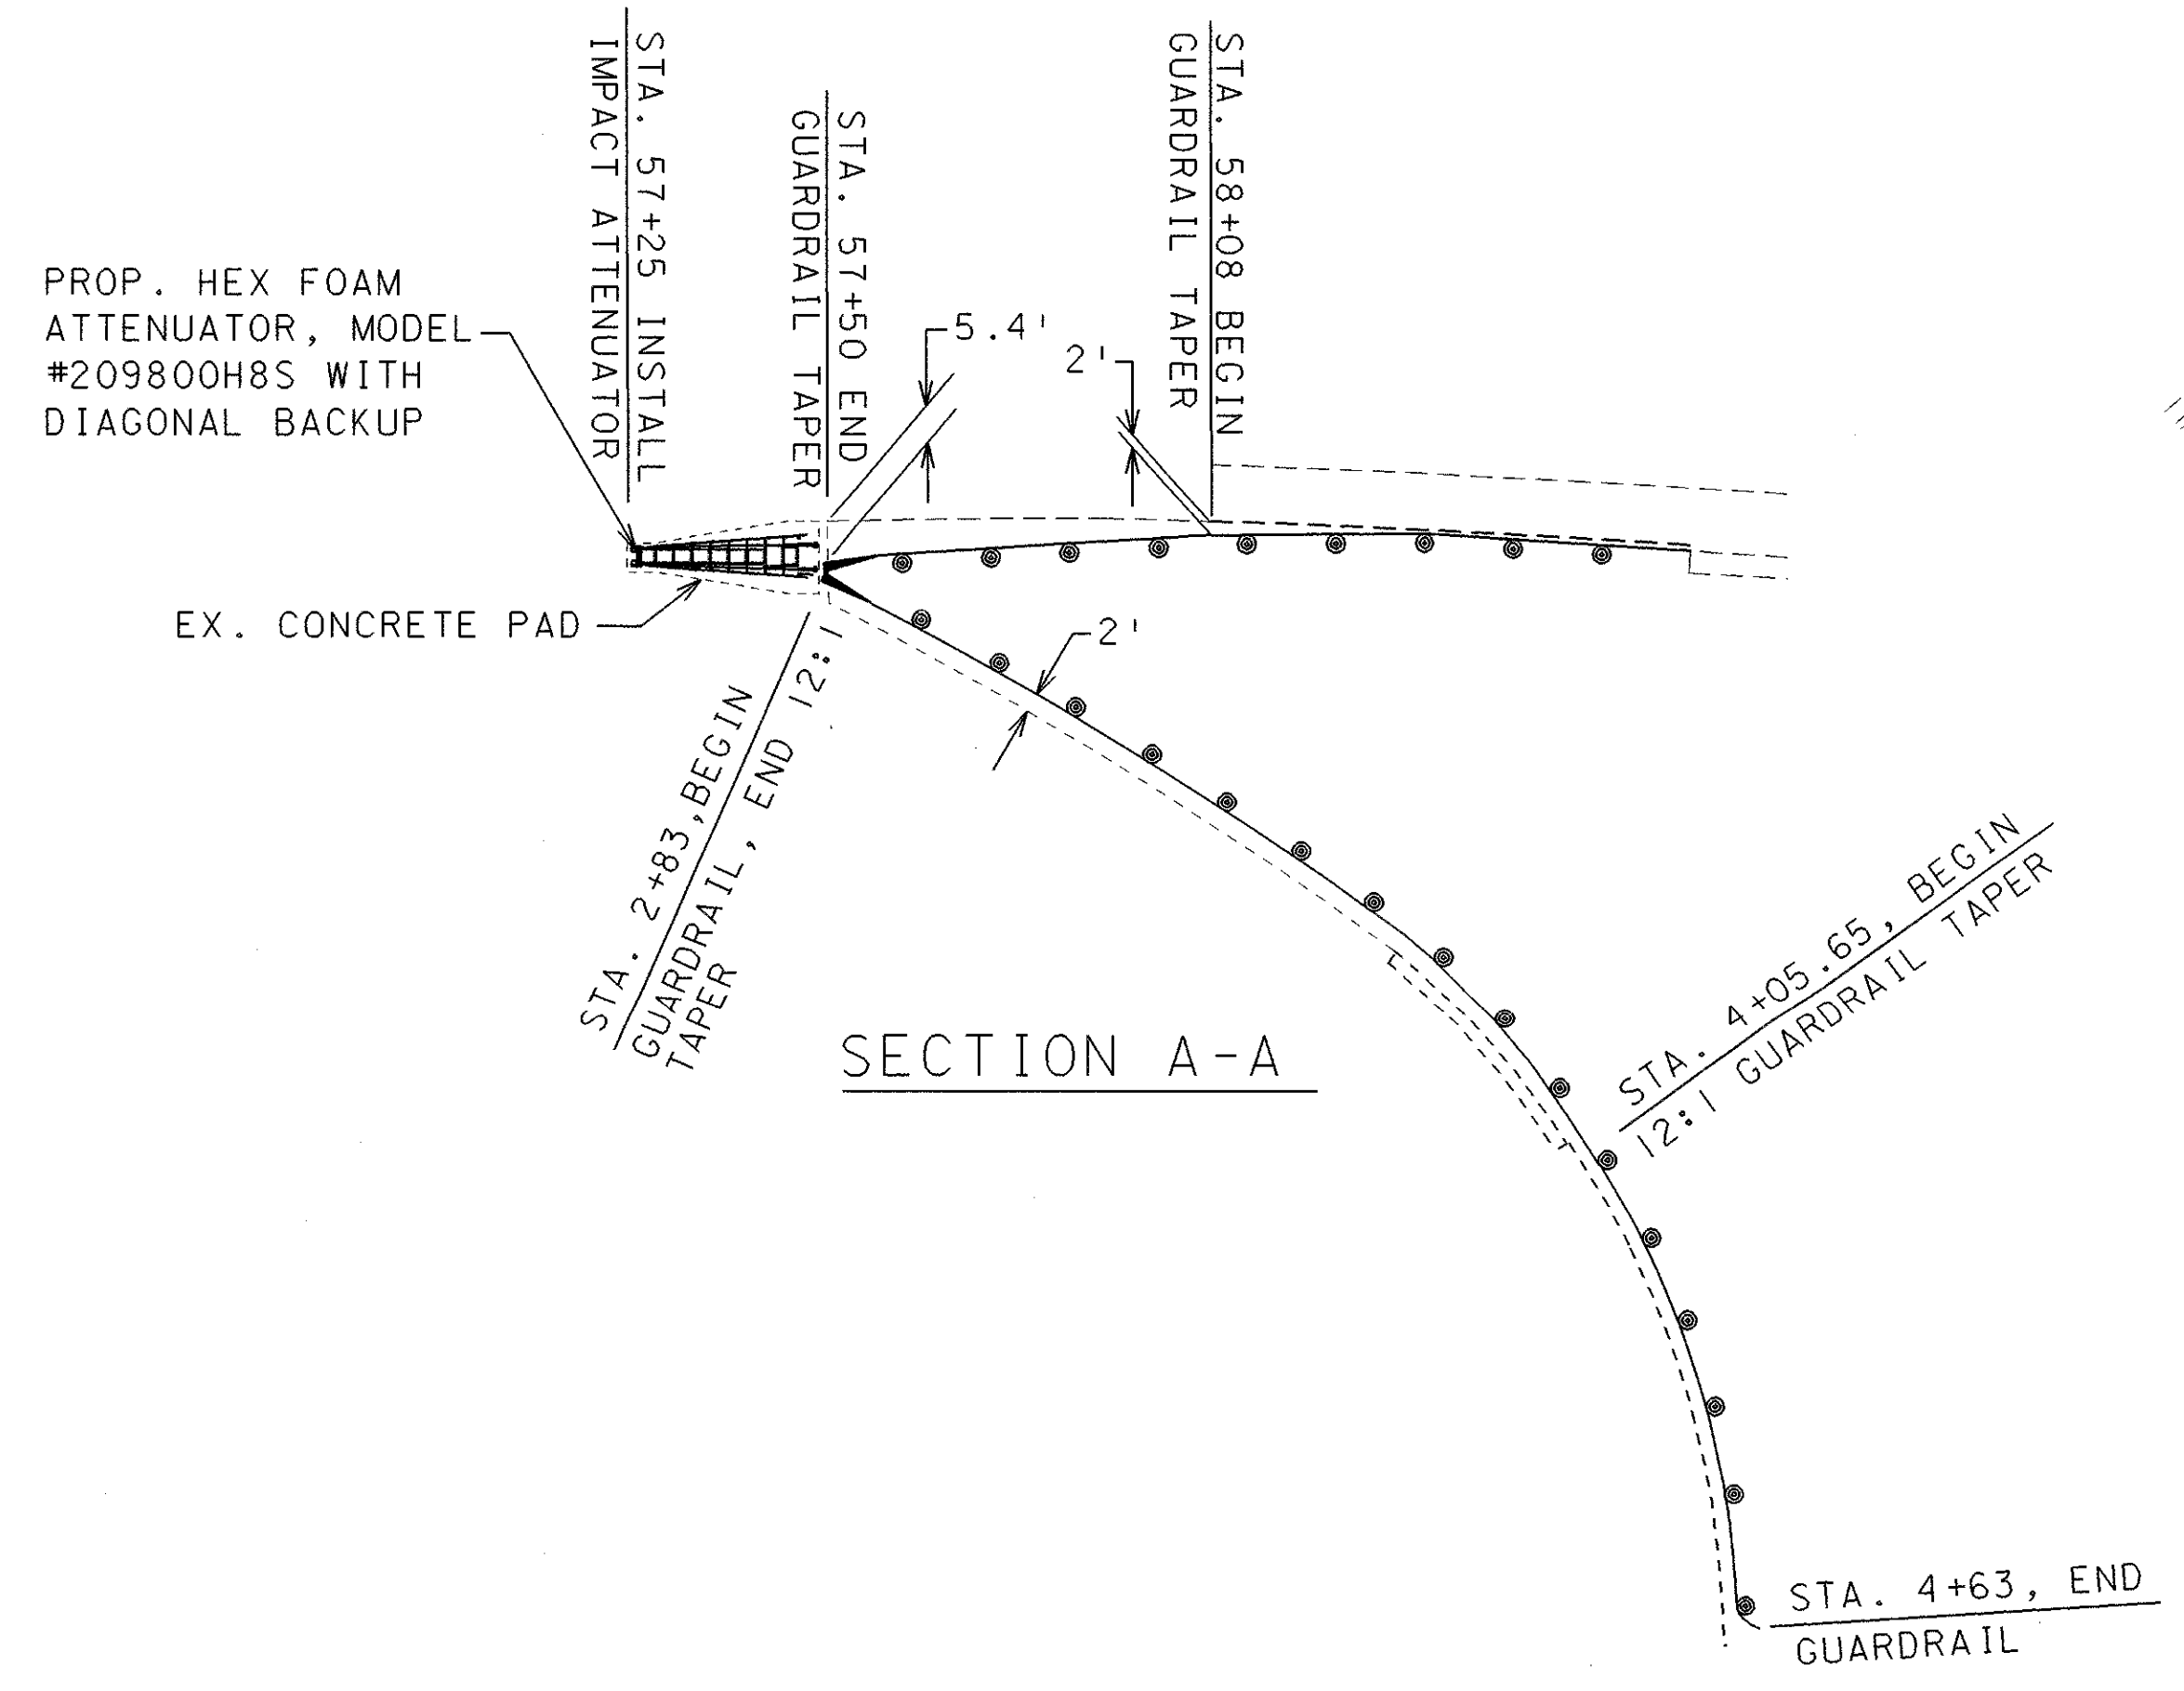 STA. 57+25 INSTALL
IMPACT ATTENUATOR
STA. 57+50 END
GUARDRAIL TAPER
STA. 58+08 BEGIN
GUARDRAIL TAPER
PROP. HEX FOAM
ATTENUATOR, MODEL
#209800H8S WITH
DIAGONAL BACKUP
5.4'
2'
EX. CONCRETE PAD
2'
STA. 2+83,BEGIN
GUARDRAIL, END 12:1
TAPER
SECTION A-A
STA. 4+05.65, BEGIN
12:1 GUARDRAIL TAPER
STA. 4+63, END
GUARDRAIL